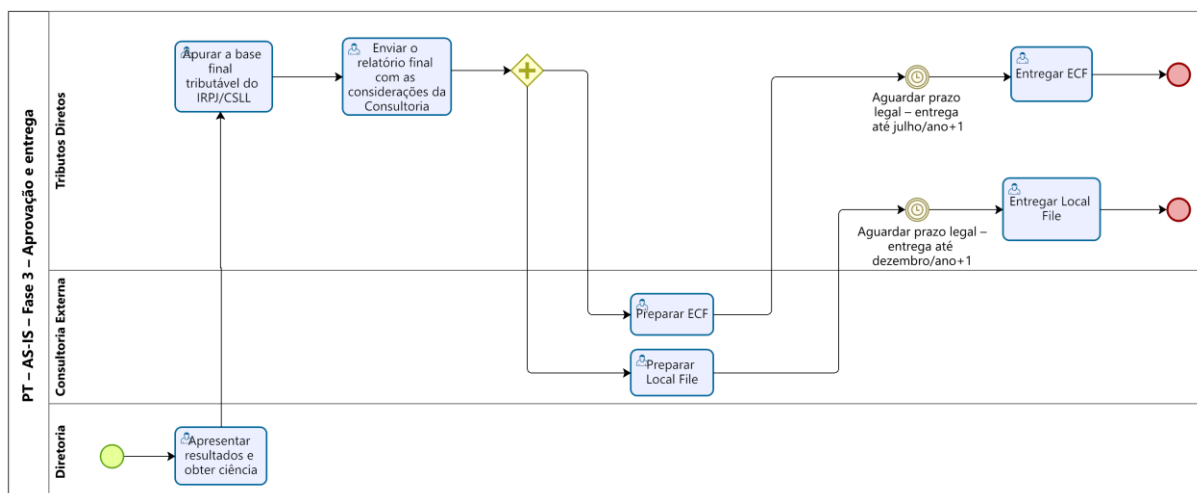 PT – AS-IS – Fase 3 – Aprovação e entrega
Tributos Diretos
Apurar a base
final
tributável do
IRPJ/CSLL
Enviar o
relatório final
com as
considerações da
Consultoria
Aguardar prazo
legal – entrega
até julho/ano+1
Entregar ECF
Aguardar prazo legal –
entrega até
dezembro/ano+1
Entregar Local
File
Consultoria Externa
Preparar ECF
Preparar
Local File
Diretoria
Apresentar
resultados e
obter ciência